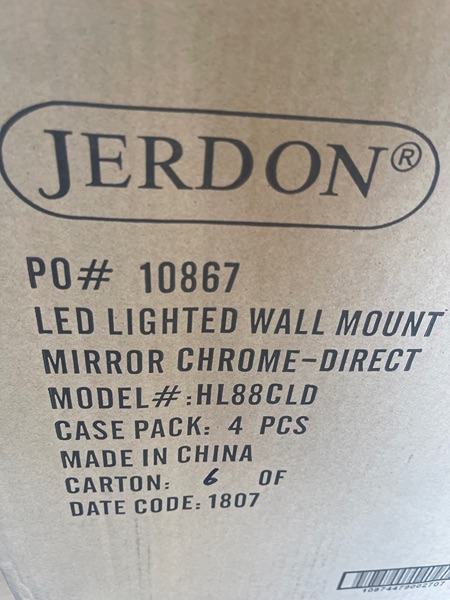 JERDON®
PO# 10867
LED LIGHTED WALL MOUNT
MIRROR CHROME-DIRECT
MODEL#:HL88CLD
CASE PACK: 4 PCS
MADE IN CHINA
CARTON: 6 OF
DATE CODE: 1807